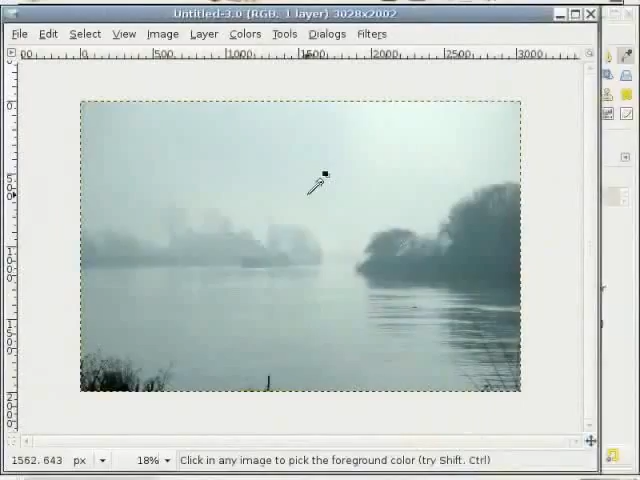 Untitled-3.0 (RGB, 1 layer) 3028x2002
File Edit Select View Image Layer Colors Tools Dialogs Filters
0 500 1000 1500 2000 2500 3000
1562. 643 px 18% Click in any image to pick the foreground color (try Shift. Ctrl)